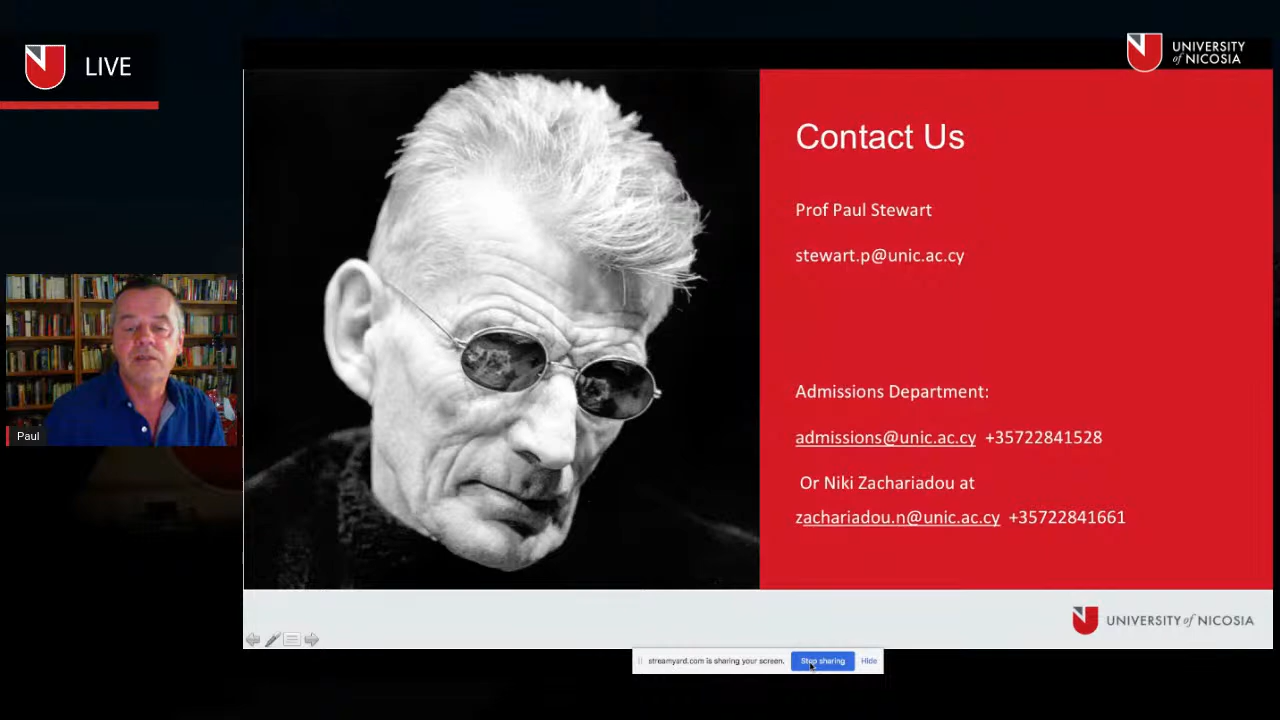 LIVE
UNIVERSITY
of NICOSIA
Contact Us
Prof Paul Stewart
stewart.p@unic.ac.cy
Admissions Department:
admissions@unic.ac.cy +35722841528
Or Niki Zachariadou at
zachariadou.n@unic.ac.cy +35722841661
Paul
UNIVERSITY of NICOSIA
streamyard.com is sharing your screen. Stop sharing Hide